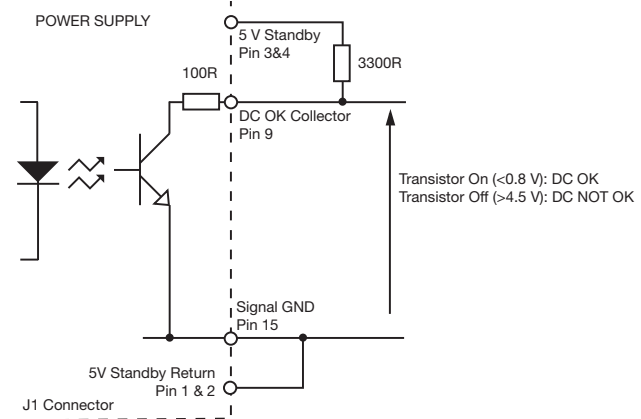 POWER SUPPLY
5 V Standby
Pin 3&4
100R
3300R
DC OK Collector
Pin 9
Transistor On (<0.8 V): DC OK
Transistor Off (>4.5 V): DC NOT OK
Signal GND
Pin 15
5V Standby Return
Pin 1 & 2
J1 Connector